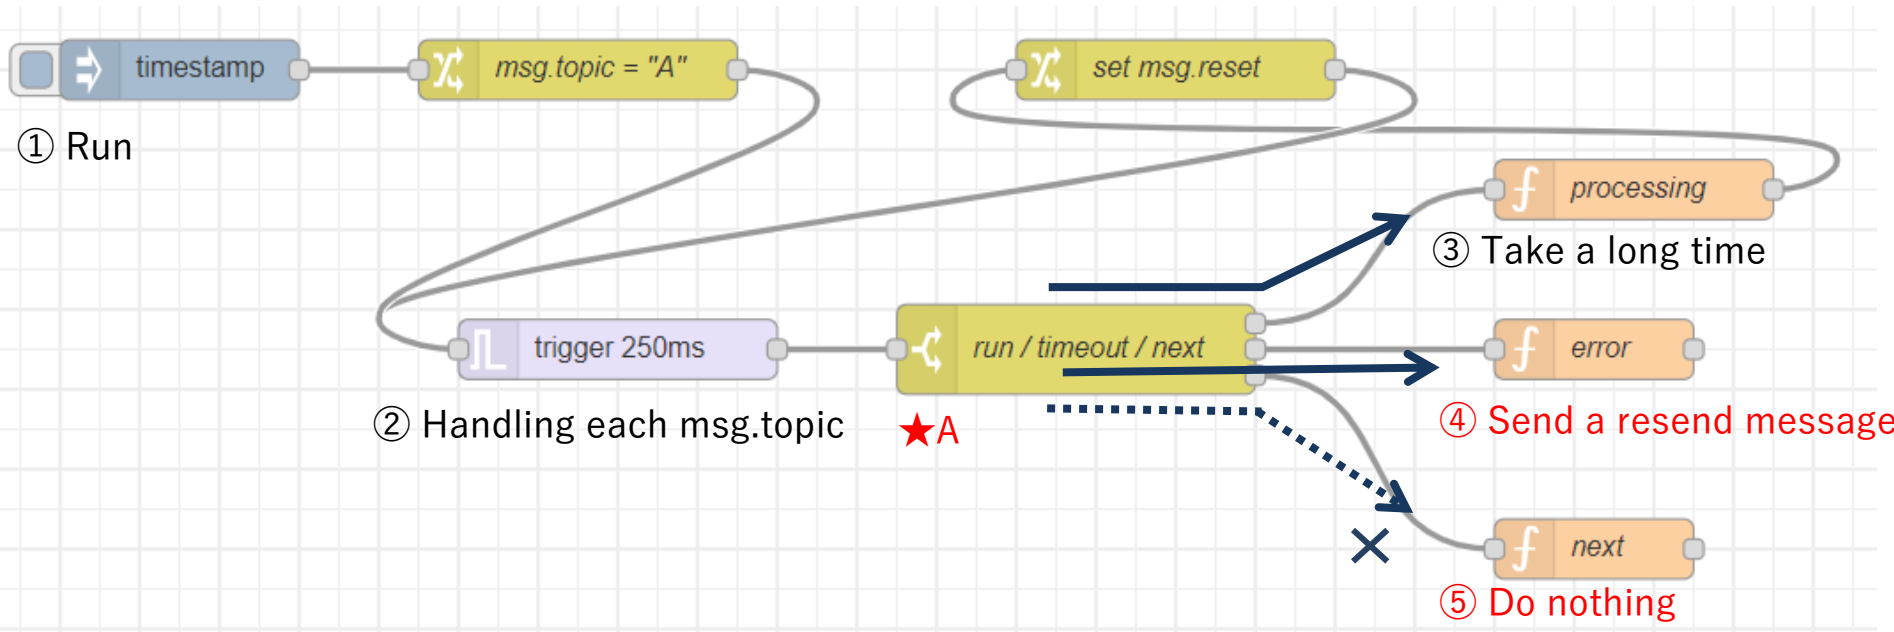 timestamp
msg.topic = "A"
set msg.reset
① Run
processing
③ Take a long time
trigger 250ms
run / timeout / next
error
② Handling each msg.topic
★A
④ Send a resend message
next
⑤ Do nothing